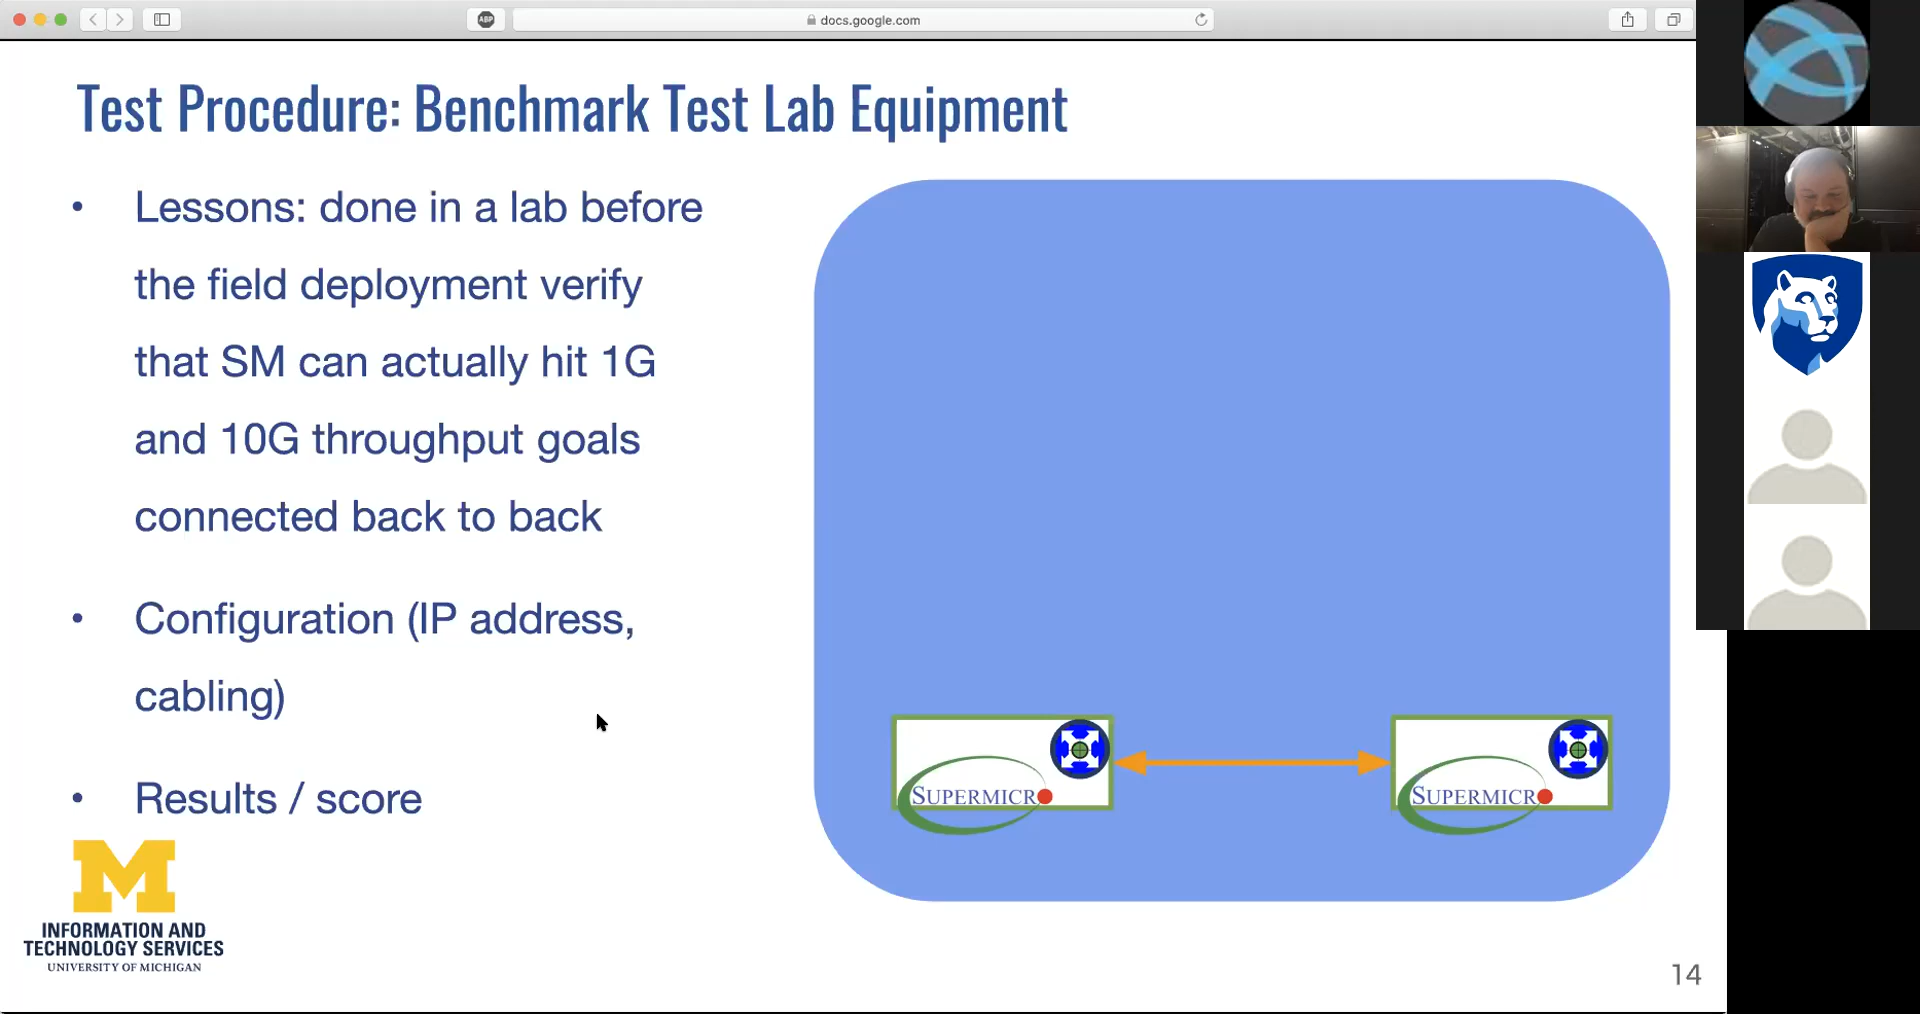 ABP
docs.google.com
Test Procedure: Benchmark Test Lab Equipment
• Lessons: done in a lab before
the field deployment verify
that SM can actually hit 1G
and 10G throughput goals
connected back to back
• Configuration (IP address,
cabling)
• Results / score
SUPERMICR
SUPERMICR
M
INFORMATION AND
TECHNOLOGY SERVICES
UNIVERSITY OF MICHIGAN
14